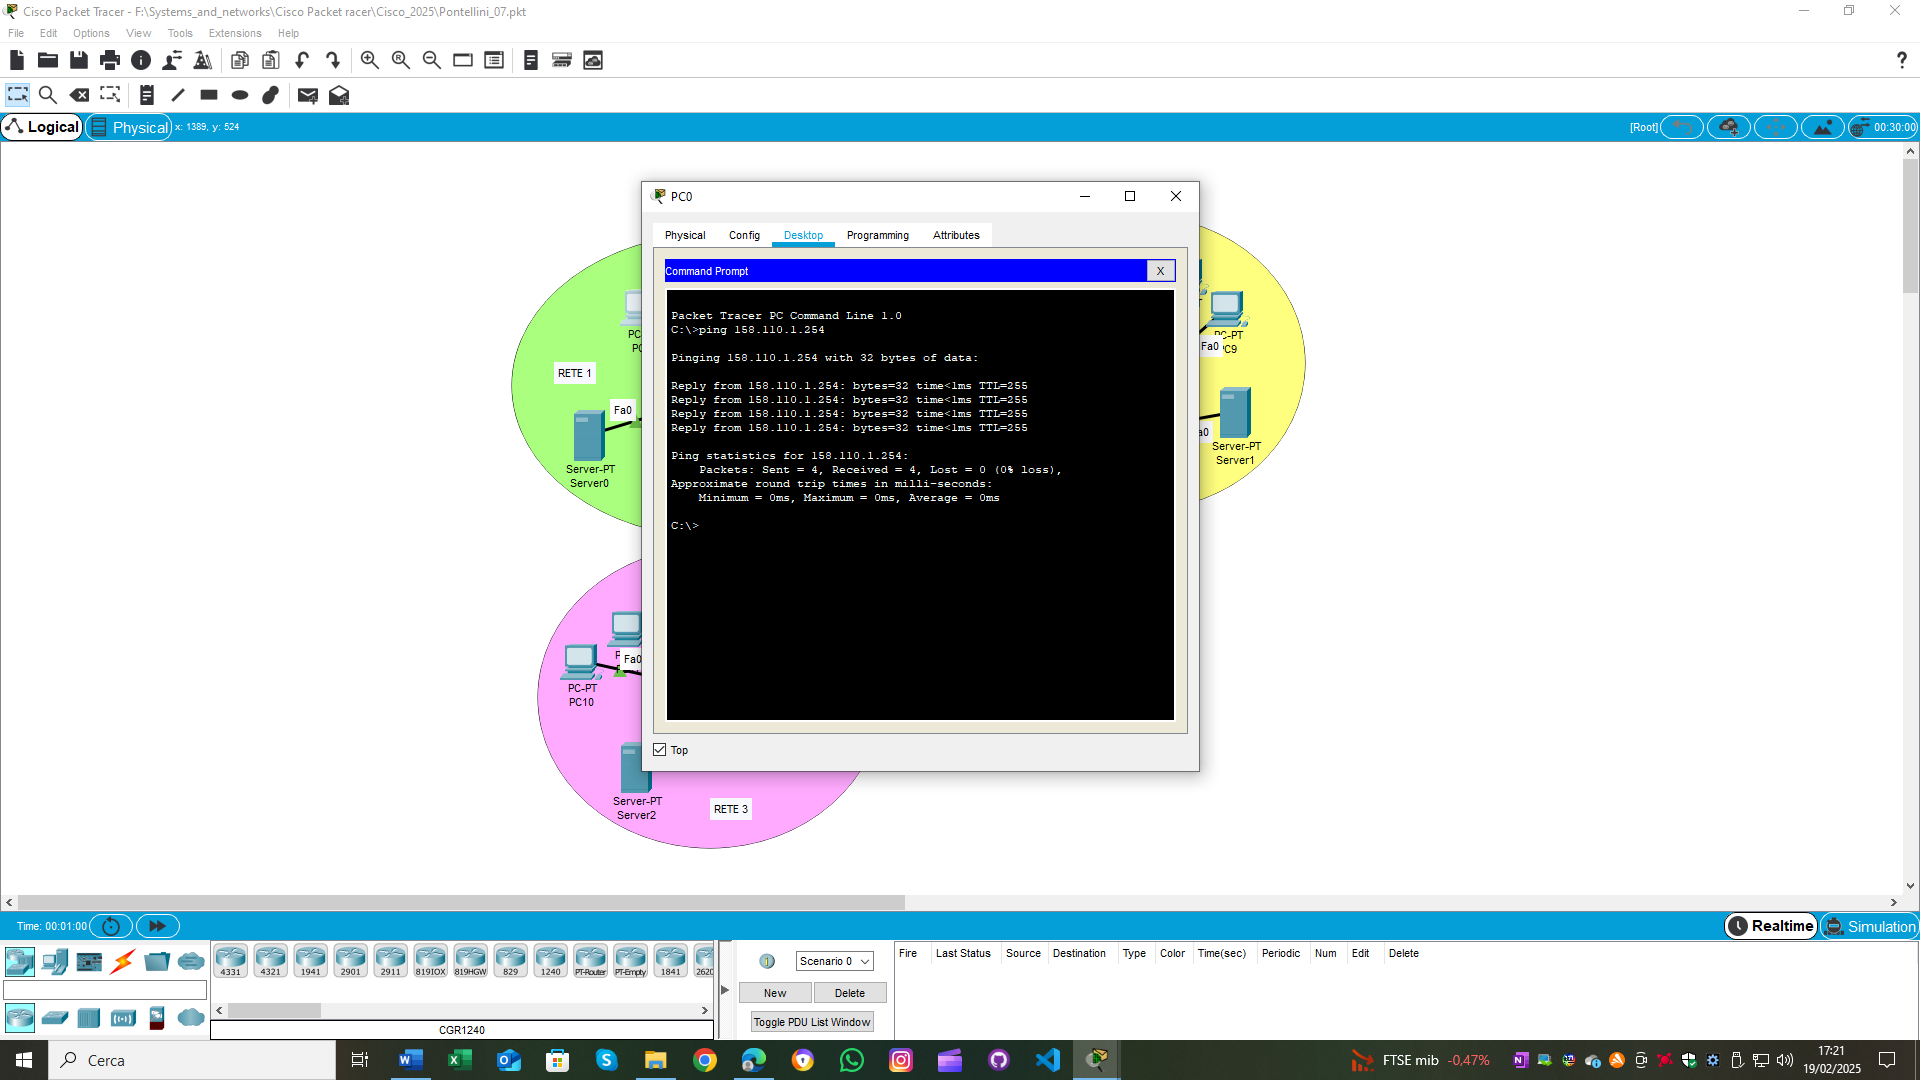 Cisco Packet Tracer - F:\Systems_and_networks\Cisco Packet racer\Cisco_2025\Pontellini_07.pkt
File Edit Options View Tools Extensions Help
Logical Physical x: 1389, y: 524 [Root] 00:30:00
PC0
Physical Config Desktop Programming Attributes
Command Prompt X
Packet Tracer PC Command Line 1.0
C:\>ping 158.110.1.254
Pinging 158.110.1.254 with 32 bytes of data:
Reply from 158.110.1.254: bytes=32 time<1ms TTL=255
Reply from 158.110.1.254: bytes=32 time<1ms TTL=255
Reply from 158.110.1.254: bytes=32 time<1ms TTL=255
Reply from 158.110.1.254: bytes=32 time<1ms TTL=255
Ping statistics for 158.110.1.254:
Packets: Sent = 4, Received = 4, Lost = 0 (0% loss),
Approximate round trip times in milli-seconds:
Minimum = 0ms, Maximum = 0ms, Average = 0ms
C:\>
Top
RETE 1
Fa0
Server-PT
Server0
PC-PT
Fa0 PC9
Server-PT
Server1
Fa0
PC-PT
PC10
Server-PT
Server2
RETE 3
Time: 00:01:00 Realtime Simulation
4331 4321 1941 2901 2911 819IOX 819HGW 829 1240 PT-Router PT-Empty 1841
CGR1240
Scenario 0
New Delete
Toggle PDU List Window
Fire Last Status Source Destination Type Color Time(sec) Periodic Num Edit Delete
Cerca
FTSE mib -0,47%
17:21
19/02/2025